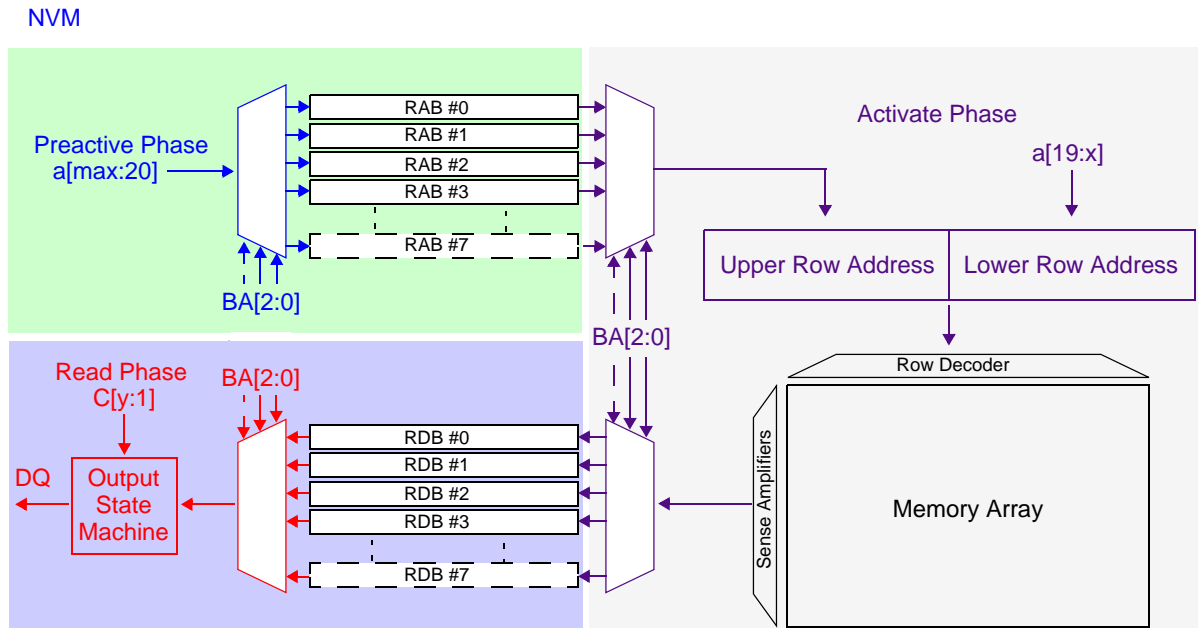 NVM
Preactive Phase
a[max:20]
RAB #0
RAB #1
RAB #2
RAB #3
RAB #7
BA[2:0]
Activate Phase
a[19:x]
Upper Row Address
Lower Row Address
BA[2:0]
Row Decoder
Sense Amplifiers
Memory Array
Read Phase
C[y:1]
BA[2:0]
RDB #0
RDB #1
RDB #2
RDB #3
RDB #7
DQ
Output
State
Machine